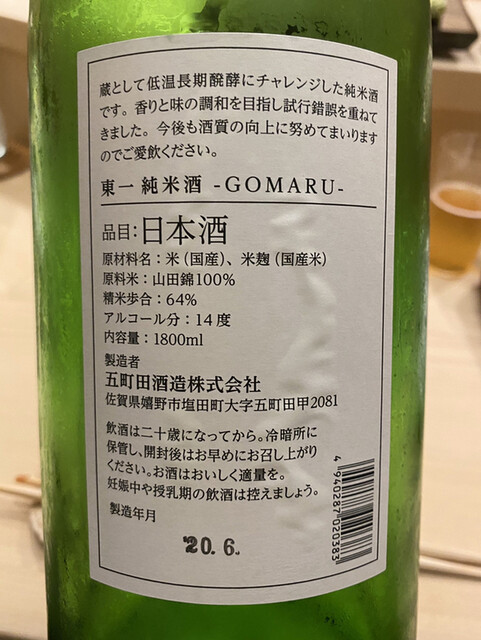 蔵として低温長期醗酵にチャレンジした純米酒
です。香りと味の調和を目指し試行錯誤を重ねて
きました。今後も酒質の向上に努めてまいります
のでご愛飲ください。
東一 純米酒 -GOMARU-
品目:日本酒
原材料名:米(国産)、米麹(国産米)
原料米:山田錦100%
精米歩合:64%
アルコール分:14度
内容量:1800ml
製造者
五町田酒造株式会社
佐賀県嬉野市塩田町大字五町田甲2081
飲酒は二十歳になってから。冷暗所に
保管し、開封後はお早めにお召し上がり
ください。お酒はおいしく適量を。
妊娠中や授乳期の飲酒は控えましょう。
製造年月
'20.6.
4940287020383